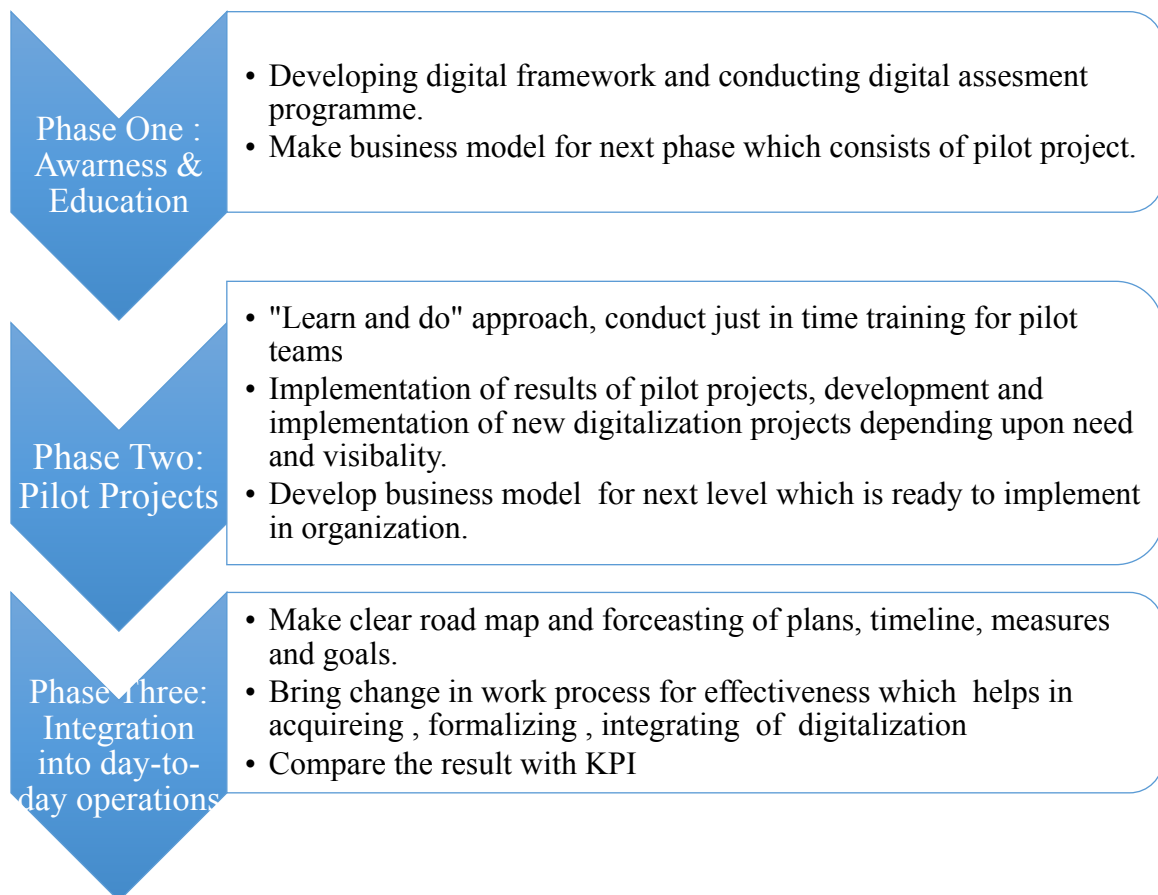 Phase One :
Awarness &
Education
• Developing digital framework and conducting digital assesment
programme.
• Make business model for next phase which consists of pilot project.
Phase Two:
Pilot Projects
• "Learn and do" approach, conduct just in time training for pilot
teams
• Implementation of results of pilot projects, development and
implementation of new digitalization projects depending upon need
and visibality.
• Develop business model  for next level which is ready to implement
in organization.
Phase Three:
Integration
into day-to-
day operations
• Make clear road map and forceasting of plans, timeline, measures
and goals.
• Bring change in work process for effectiveness which  helps in
acquireing , formalizing , integrating  of  digitalization
• Compare the result with KPI